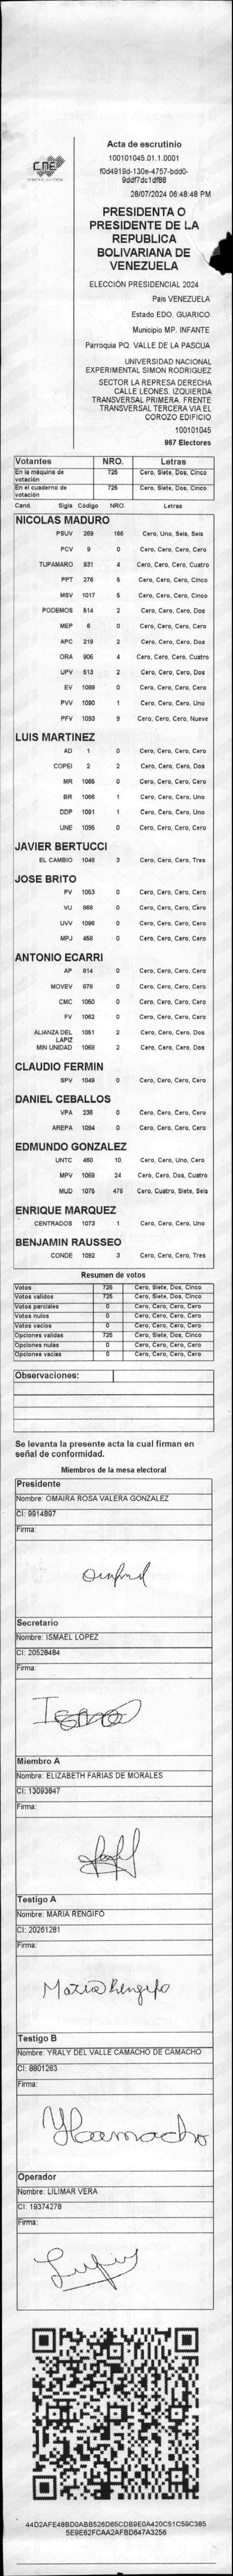 CNE
Acta de escrutinio
100101045.01.1.0001
f0d4919d-130e-4757-bdd0-
9ddf7dc1df88
28/07/2024 06:48:48 PM
PRESIDENTA O
PRESIDENTE DE LA
REPUBLICA
BOLIVARIANA DE
VENEZUELA
ELECCIÓN PRESIDENCIAL 2024
País VENEZUELA
Estado EDO. GUARICO
Municipio MP. INFANTE
Parroquia PQ. VALLE DE LA PASCUA
UNIVERSIDAD NACIONAL
EXPERIMENTAL SIMON RODRIGUEZ
SECTOR LA REPRESA DERECHA
CALLE LEONES. IZQUIERDA
TRANSVERSAL PRIMERA. FRENTE
TRANSVERSAL TERCERA VIA EL
COROZO EDIFICIO
100101045
967 Electores
Votantes NRO. Letras
En la máquina de votación 725 Cero, Siete, Dos, Cinco
En el cuaderno de votación 725 Cero, Siete, Dos, Cinco
Cand. Sigla Código NRO. Letras
NICOLAS MADURO
PSUV 269 166 Cero, Uno, Seis, Seis
PCV 9 0 Cero, Cero, Cero, Cero
TUPAMARO 931 4 Cero, Cero, Cero, Cuatro
PPT 276 5 Cero, Cero, Cero, Cinco
MSV 1017 5 Cero, Cero, Cero, Cinco
PODEMOS 514 2 Cero, Cero, Cero, Dos
MEP 6 0 Cero, Cero, Cero, Cero
APC 219 2 Cero, Cero, Cero, Dos
ORA 906 4 Cero, Cero, Cero, Cuatro
UPV 513 2 Cero, Cero, Cero, Dos
EV 1089 0 Cero, Cero, Cero, Cero
PVV 1090 1 Cero, Cero, Cero, Uno
PFV 1093 9 Cero, Cero, Cero, Nueve
LUIS MARTINEZ
AD 1 0 Cero, Cero, Cero, Cero
COPEI 2 2 Cero, Cero, Cero, Dos
MR 1065 0 Cero, Cero, Cero, Cero
BR 1066 1 Cero, Cero, Cero, Uno
DDP 1091 1 Cero, Cero, Cero, Uno
UNE 1095 0 Cero, Cero, Cero, Cero
JAVIER BERTUCCI
EL CAMBIO 1048 3 Cero, Cero, Cero, Tres
JOSE BRITO
PV 1053 0 Cero, Cero, Cero, Cero
VU 868 0 Cero, Cero, Cero, Cero
UVV 1096 0 Cero, Cero, Cero, Cero
MPJ 458 0 Cero, Cero, Cero, Cero
ANTONIO ECARRI
AP 614 0 Cero, Cero, Cero, Cero
MOVEV 878 0 Cero, Cero, Cero, Cero
CMC 1050 0 Cero, Cero, Cero, Cero
FV 1062 0 Cero, Cero, Cero, Cero
ALIANZA DEL LAPIZ 1051 2 Cero, Cero, Cero, Dos
MIN UNIDAD 1068 2 Cero, Cero, Cero, Dos
CLAUDIO FERMIN
SPV 1049 0 Cero, Cero, Cero, Cero
DANIEL CEBALLOS
VPA 236 0 Cero, Cero, Cero, Cero
AREPA 1094 0 Cero, Cero, Cero, Cero
EDMUNDO GONZALEZ
UNTC 460 10 Cero, Cero, Uno, Cero
MPV 1069 24 Cero, Cero, Dos, Cuatro
MUD 1075 476 Cero, Cuatro, Siete, Seis
ENRIQUE MARQUEZ
CENTRADOS 1073 1 Cero, Cero, Cero, Uno
BENJAMIN RAUSSEO
CONDE 1092 3 Cero, Cero, Cero, Tres
Resumen de votos
Votos 725 Cero, Siete, Dos, Cinco
Votos validos 725 Cero, Siete, Dos, Cinco
Votos parciales 0 Cero, Cero, Cero, Cero
Votos nulos 0 Cero, Cero, Cero, Cero
Votos vacios 0 Cero, Cero, Cero, Cero
Opciones validas 725 Cero, Siete, Dos, Cinco
Opciones nulas 0 Cero, Cero, Cero, Cero
Opciones vacias 0 Cero, Cero, Cero, Cero
Observaciones:
Se levanta la presente acta la cual firman en
señal de conformidad.
Miembros de la mesa electoral
Presidente
Nombre: OMAIRA ROSA VALERA GONZALEZ
CI: 9914897
Firma:
Secretario
Nombre: ISMAEL LOPEZ
CI: 20528484
Firma:
Miembro A
Nombre: ELIZABETH FARIAS DE MORALES
CI: 13093847
Firma:
Testigo A
Nombre: MARIA RENGIFO
CI: 20261281
Firma:
Maria Rengifo
Testigo B
Nombre: YRALY DEL VALLE CAMACHO DE CAMACHO
CI: 8801263
Firma:
YCamacho
Operador
Nombre: LILIMAR VERA
CI: 19374278
Firma:
44D2AFE48BD0ABB526D65CDB9E0A420C51C59C385
5E9E62FCAA2AFBD647A3256